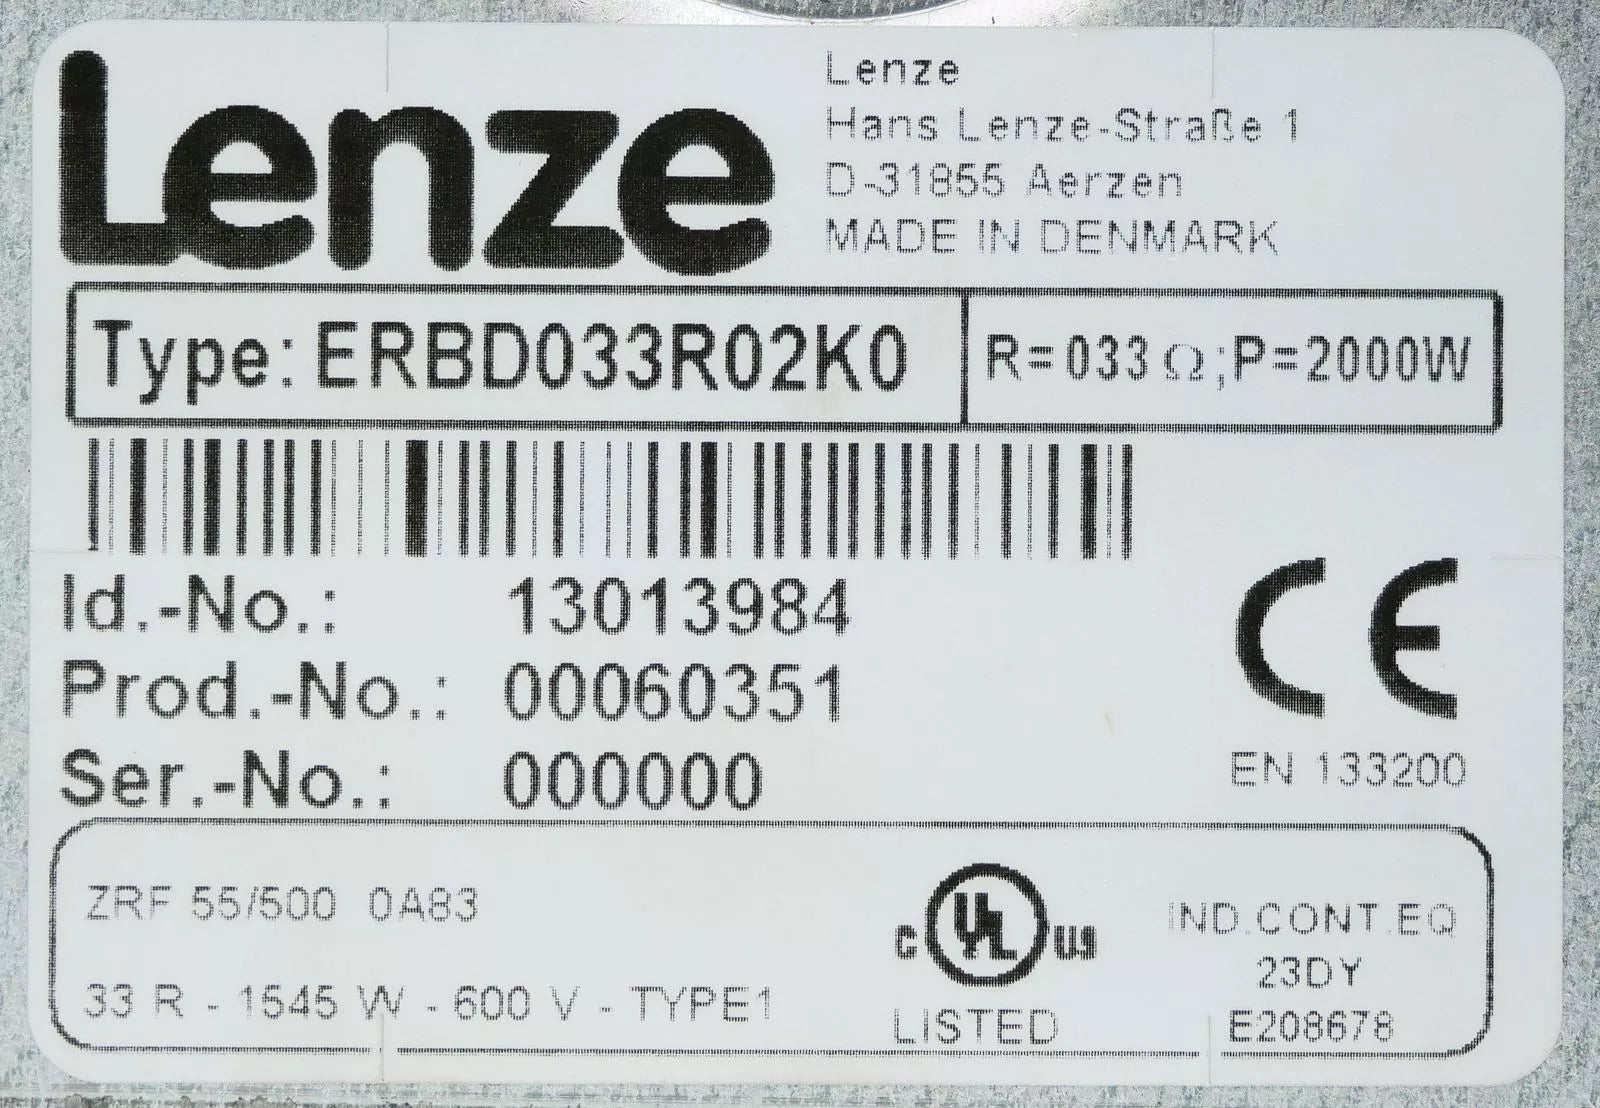 Lenze
Lenze
Hans Lenze-Straße 1
D-31855 Aerzen
MADE IN DENMARK
Type: ERBD033R02K0
R=033 Ω;P=2000W
Id.-No.: 13013984
Prod.-No.: 00060351
Ser.-No.: 000000
CE
EN 133200
ZRF 55/500 0A83
33 R - 1545 W - 600 V - TYPE1
c UL us
LISTED
IND.CONT.EQ
23DY
E208678